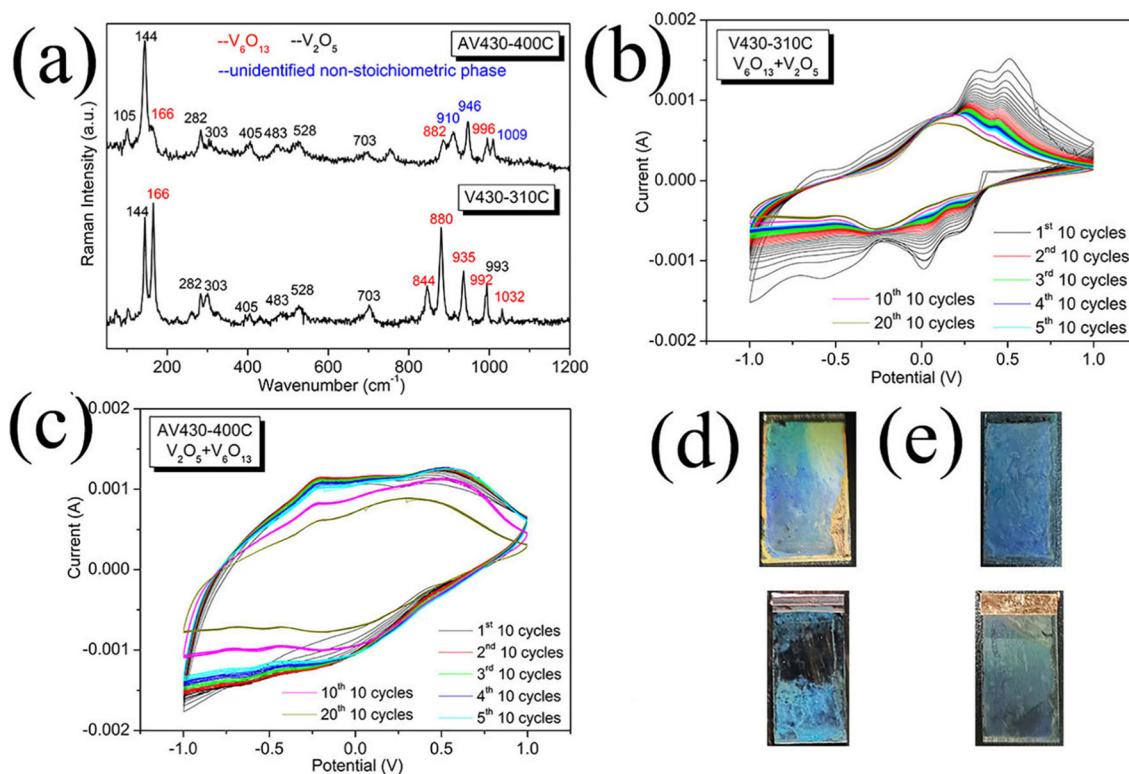 (a)
144
--V6O13 --V2O5
AV430-400C
--unidentified non-stoichiometric phase
105
166
282
303
405
483
528
703
882
910
946
996
1009
V430-310C
144
166
282
303
405
483
528
703
844
880
935
992
993
1032
Raman Intensity (a.u.)
200 400 600 800 1000 1200
Wavenumber (cm-1)
(b)
V430-310C
V6O13+V2O5
0.002
0.001
0.000
-0.001
-0.002
Current (A)
1st 10 cycles
2nd 10 cycles
3rd 10 cycles
4th 10 cycles
5th 10 cycles
10th 10 cycles
20th 10 cycles
-1.0 -0.5 0.0 0.5 1.0
Potential (V)
(c)
AV430-400C
V2O5+V6O13
0.002
0.001
0.000
-0.001
-0.002
Current (A)
1st 10 cycles
2nd 10 cycles
3rd 10 cycles
4th 10 cycles
5th 10 cycles
10th 10 cycles
20th 10 cycles
-1.0 -0.5 0.0 0.5 1.0
Potential (V)
(d)
(e)